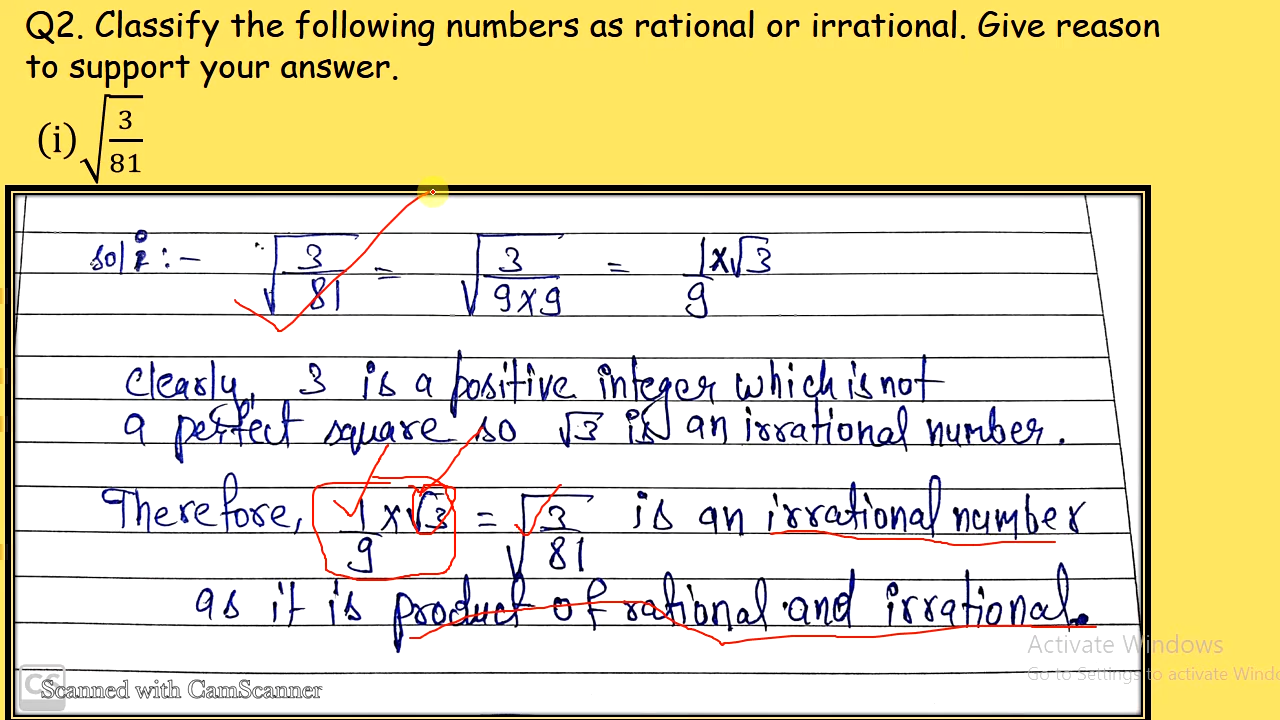 Q2. Classify the following numbers as rational or irrational. Give reason
to support your answer.
(i) √(3/81)
sol i :- √(3/81) = √(3/(9×9)) = 1/9 × √3
Clearly, 3 is a positive integer which is not
a perfect square so √3 is an irrational number.
Therefore, 1/9 × √3 = √(3/81) is an irrational number
as it is product of rational and irrational.
Activate Windows
Go to Settings to activate Windo
CS
Scanned with CamScanner